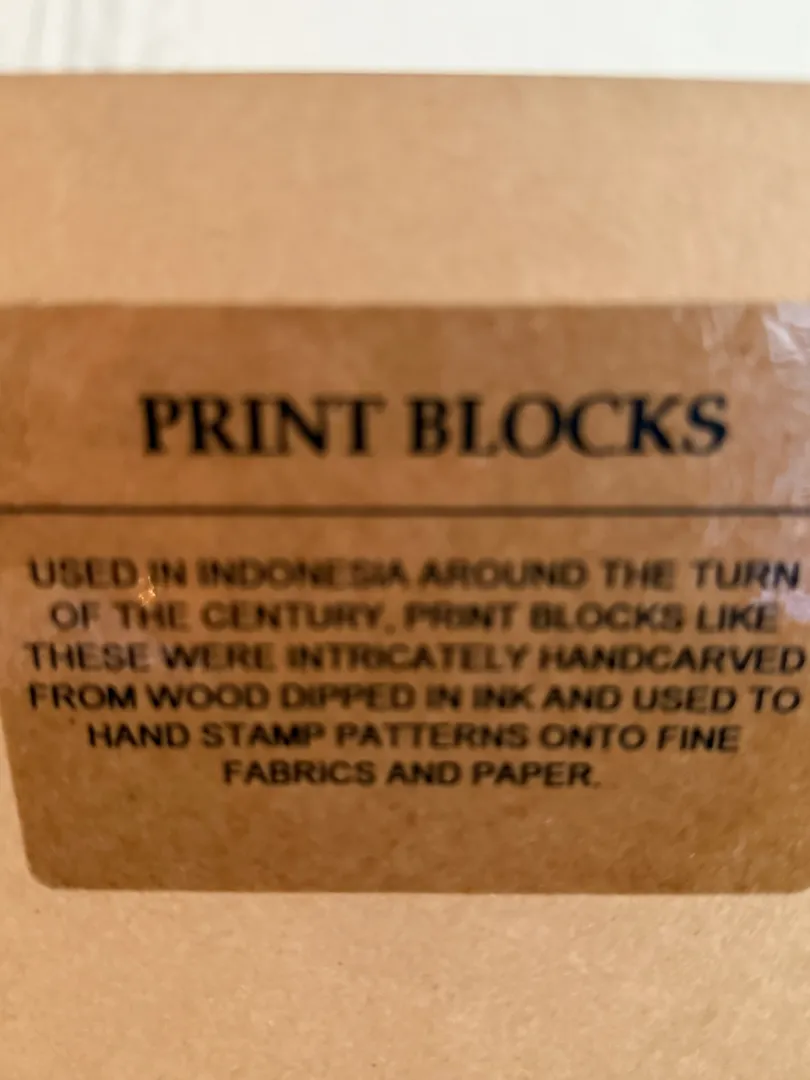 PRINT BLOCKS
USED IN INDONESIA AROUND THE TURN
OF THE CENTURY, PRINT BLOCKS LIKE
THESE WERE INTRICATELY HANDCARVED
FROM WOOD DIPPED IN INK AND USED TO
HAND STAMP PATTERNS ONTO FINE
FABRICS AND PAPER.